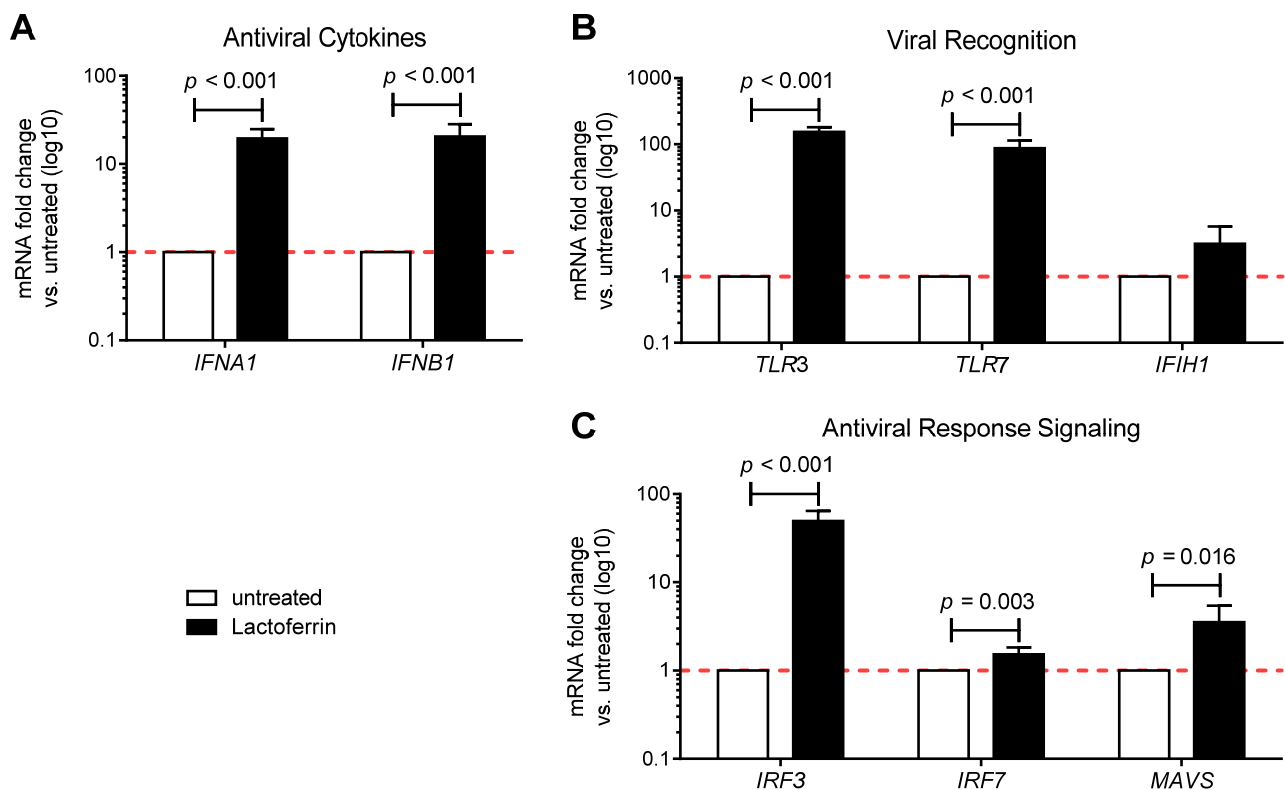 A
Antiviral Cytokines
mRNA fold change
vs. untreated (log10)
100
10
1
0.1
p < 0.001
p < 0.001
IFNA1
IFNB1
B
Viral Recognition
mRNA fold change
vs. untreated (log10)
1000
100
10
1
0.1
p < 0.001
p < 0.001
TLR3
TLR7
IFIH1
untreated
Lactoferrin
C
Antiviral Response Signaling
mRNA fold change
vs. untreated (log10)
100
10
1
0.1
p < 0.001
p = 0.003
p = 0.016
IRF3
IRF7
MAVS